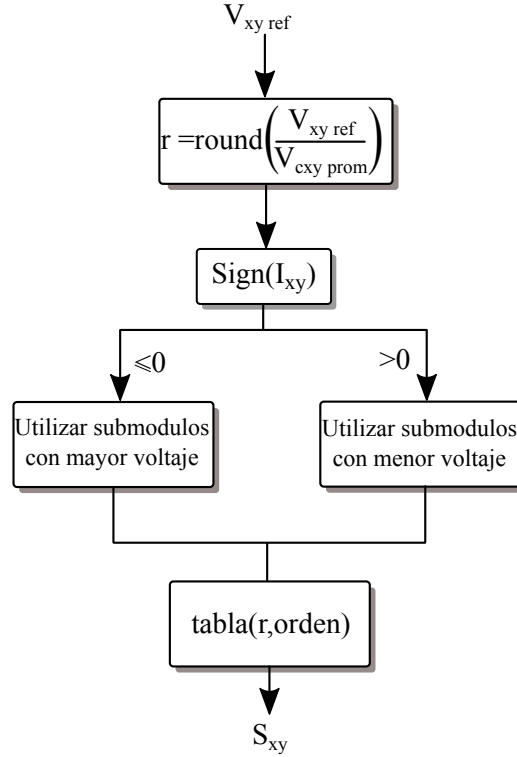 V_xy ref
r =round(V_xy ref / V_cxy prom)
Sign(I_xy)
≤0
>0
Utilizar submodulos
con mayor voltaje
Utilizar submodulos
con menor voltaje
tabla(r,orden)
S_xy